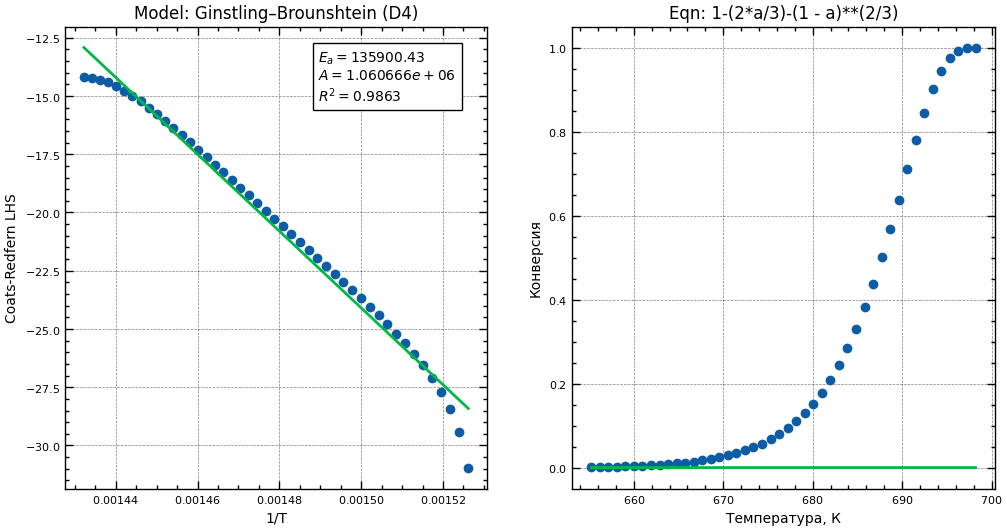 Model: Ginstling–Brounshtein (D4)
Eqn: 1-(2*a/3)-(1 - a)**(2/3)
Coats-Redfern LHS
−12.5
−15.0
−17.5
−20.0
−22.5
−25.0
−27.5
−30.0
E_a = 135900.43
A = 1.060666e + 06
R^2 = 0.9863
0.00144 0.00146 0.00148 0.00150 0.00152
1/T
Конверсия
1.0
0.8
0.6
0.4
0.2
0.0
660 670 680 690 700
Температура, К